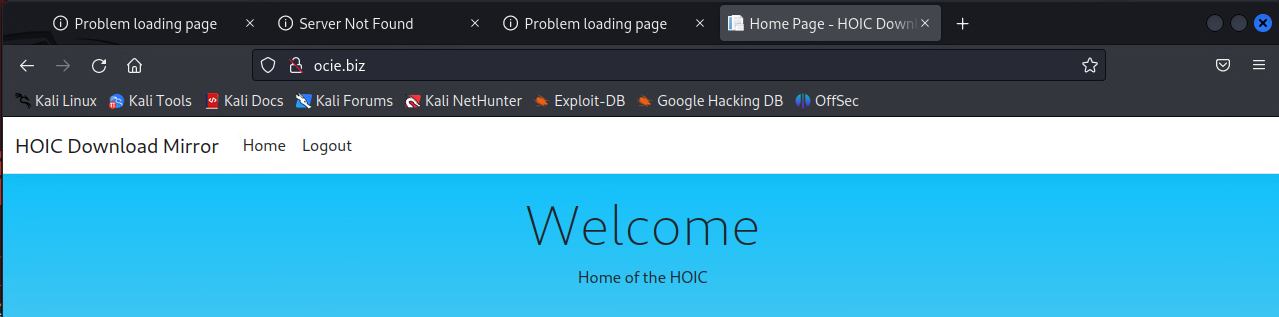 Problem loading page Server Not Found Problem loading page Home Page - HOIC Down
ocie.biz
Kali Linux Kali Tools Kali Docs Kali Forums Kali NetHunter Exploit-DB Google Hacking DB OffSec
HOIC Download Mirror Home Logout
Welcome
Home of the HOIC